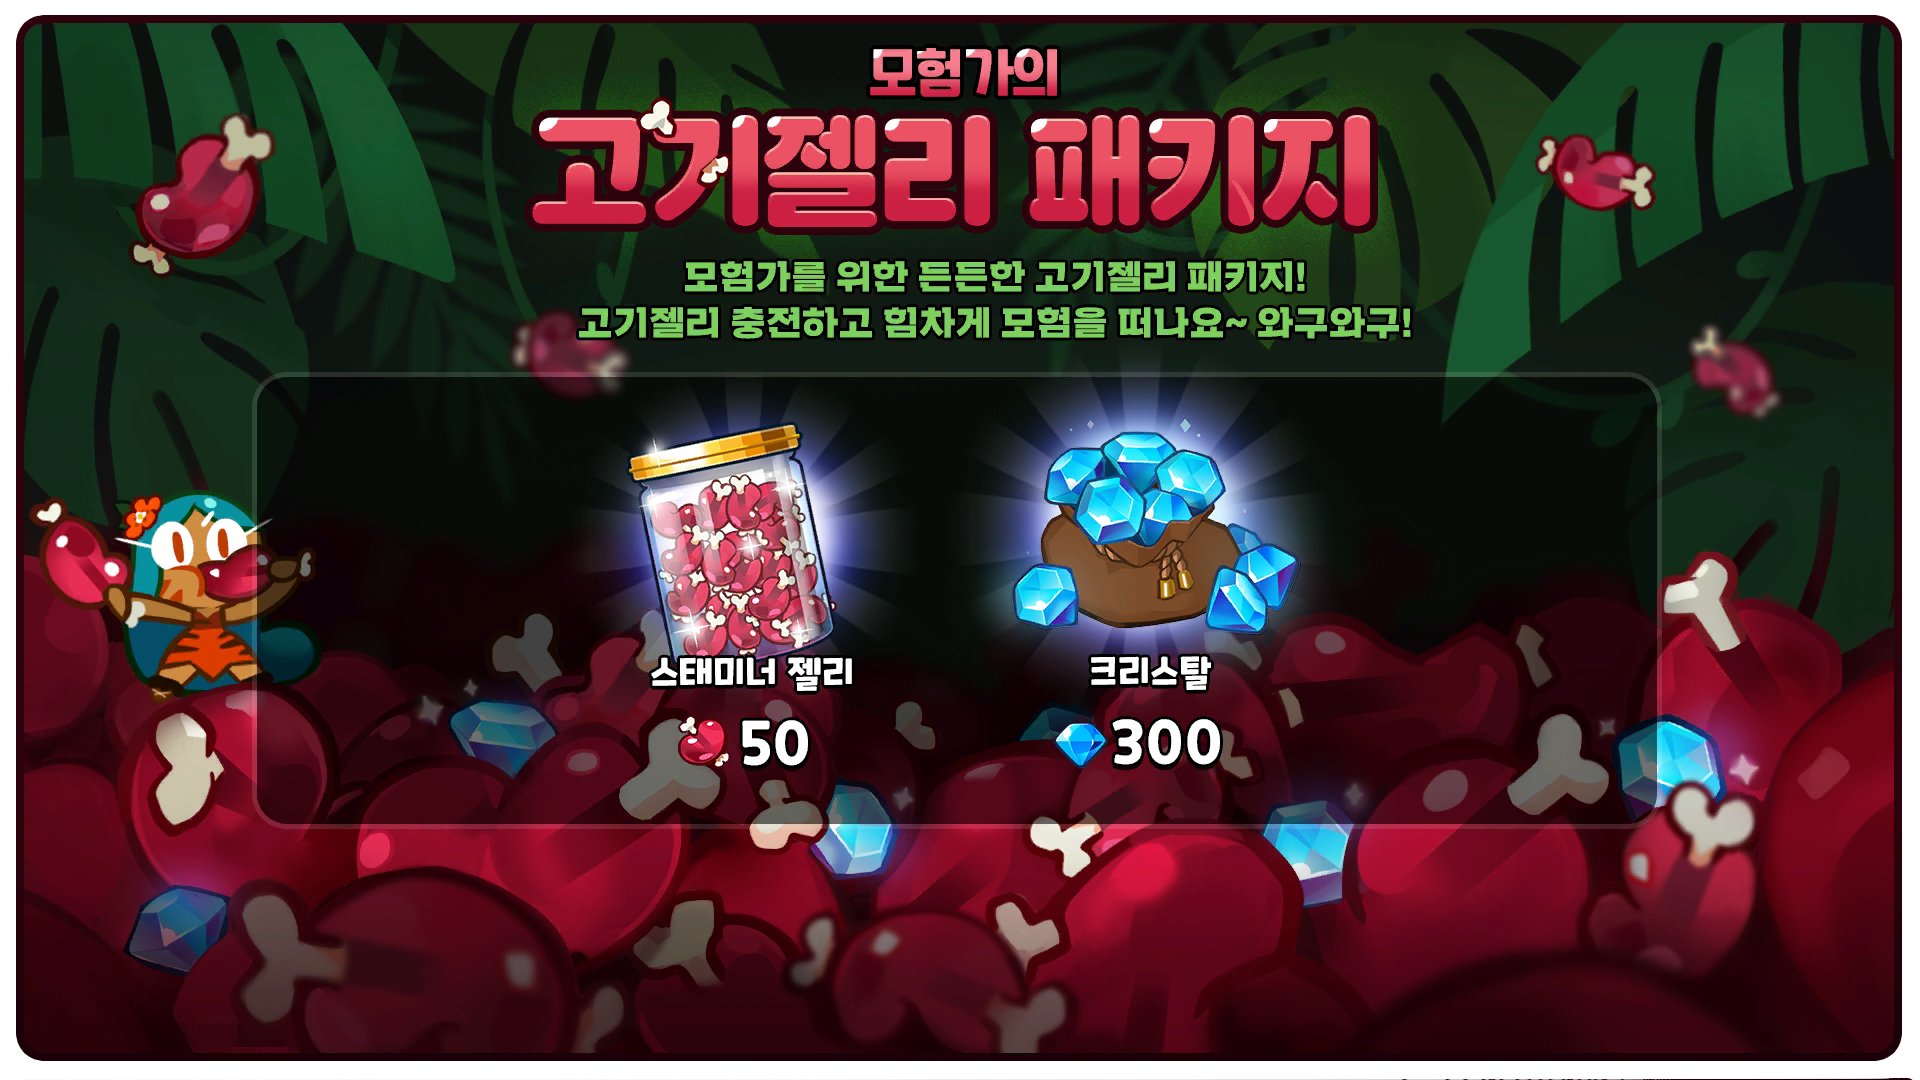 모험가의
고기젤리 패키지
모험가를 위한 든든한 고기젤리 패키지!
고기젤리 충전하고 힘차게 모험을 떠나요~ 와구와구!
스태미너 젤리
크리스탈
50
300